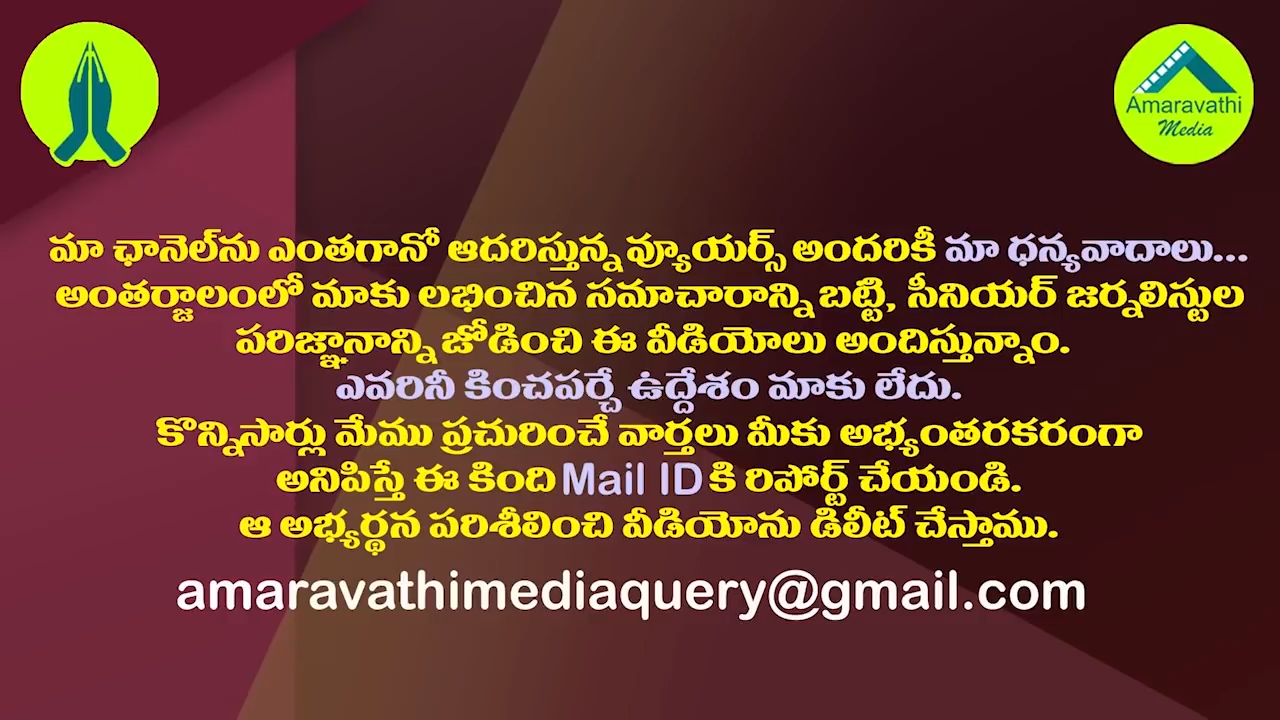 Amaravathi
Media
మా ఛానెల్‌ను ఎంతగానో ఆదరిస్తున్న వ్యూయర్స్ అందరికీ మా ధన్యవాదాలు...
అంతర్జాలంలో మాకు లభించిన సమాచారాన్ని బట్టి, సీనియర్ జర్నలిస్టుల
పరిజ్ఞానాన్ని జోడించి ఈ వీడియోలు అందిస్తున్నాం.
ఎవరినీ కించపర్చే ఉద్దేశం మాకు లేదు.
కొన్నిసార్లు మేము ప్రచురించే వార్తలు మీకు అభ్యంతరకరంగా
అనిపిస్తే ఈ కింది Mail ID కి రిపోర్ట్ చేయండి.
ఆ అభ్యర్థన పరిశీలించి వీడియోను డిలీట్ చేస్తాము.
amaravathimediaquery@gmail.com